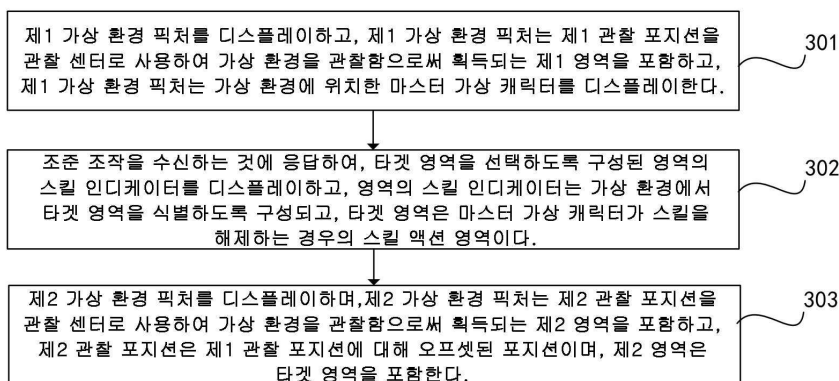 제1 가상 환경 픽처를 디스플레이하고, 제1 가상 환경 픽처는 제1 관찰 포지션을
관찰 센터로 사용하여 가상 환경을 관찰함으로써 획득되는 제1 영역을 포함하고,
제1 가상 환경 픽처는 가상 환경에 위치한 마스터 가상 캐릭터를 디스플레이한다.
301
조준 조작을 수신하는 것에 응답하여, 타겟 영역을 선택하도록 구성된 영역의
스킬 인디케이터를 디스플레이하고, 영역의 스킬 인디케이터는 가상 환경에서
타겟 영역을 식별하도록 구성되고, 타겟 영역은 마스터 가상 캐릭터가 스킬을
해제하는 경우의 스킬 액션 영역이다.
302
제2 가상 환경 픽처를 디스플레이하며,제2 가상 환경 픽처는 제2 관찰 포지션을
관찰 센터로 사용하여 가상 환경을 관찰함으로써 획득되는 제2 영역을 포함하고,
제2 관찰 포지션은 제1 관찰 포지션에 대해 오프셋된 포지션이며, 제2 영역은
타겟 영역을 포함한다.
303